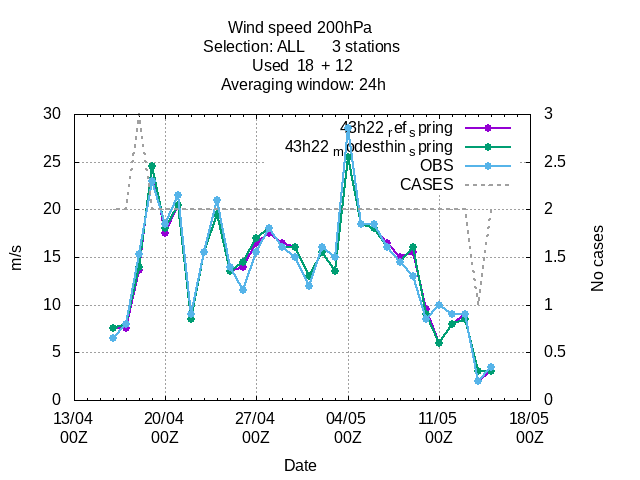 Wind speed 200hPa
Selection: ALL 3 stations
Used 18 + 12
Averaging window: 24h
30 3
43h22_ref_spring
43h22_modesthin_spring
25 2.5
OBS
CASES
20 2
m/s
15 1.5
No cases
10 1
5 0.5
0 0
13/04 20/04 27/04 04/05 11/05 18/05
00Z 00Z 00Z 00Z 00Z 00Z
Date